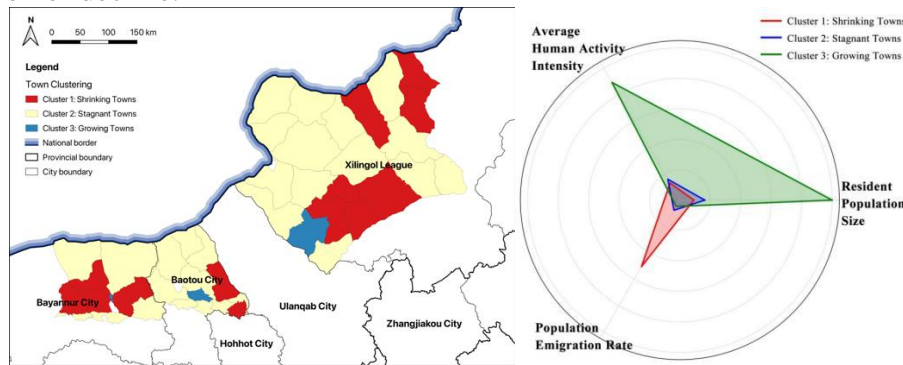 N
0 50 100 150 km
Legend
Town Clustering
Cluster 1: Shrinking Towns
Cluster 2: Stagnant Towns
Cluster 3: Growing Towns
National border
Provincial boundary
City boundary
Xilingol League
Baotou City
Bayannur City
Ulanqab City
Zhangjiakou City
Hohhot City
Cluster 1: Shrinking Towns
Cluster 2: Stagnant Towns
Cluster 3: Growing Towns
Average
Human Activity
Intensity
Resident
Population
Size
Population
Emigration Rate